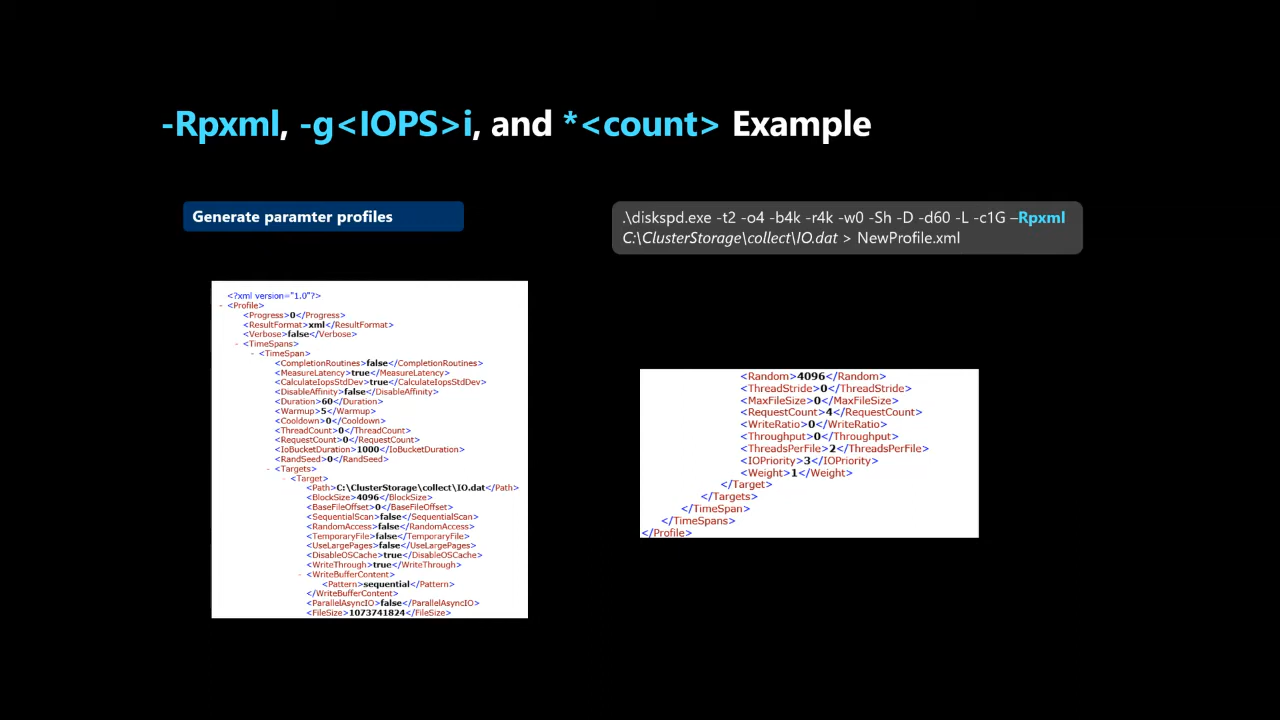 -Rpxml, -g<IOPS>i, and *<count> Example
Generate paramter profiles
.\diskspd.exe -t2 -o4 -b4k -r4k -w0 -Sh -D -d60 -L -c1G –Rpxml
C:\ClusterStorage\collect\IO.dat > NewProfile.xml
<?xml version="1.0"?>
- <Profile>
<Progress>0</Progress>
<ResultFormat>xml</ResultFormat>
<Verbose>false</Verbose>
- <TimeSpans>
- <TimeSpan>
<CompletionRoutines>false</CompletionRoutines>
<MeasureLatency>true</MeasureLatency>
<CalculateIopsStdDev>true</CalculateIopsStdDev>
<DisableAffinity>false</DisableAffinity>
<Duration>60</Duration>
<Warmup>5</Warmup>
<Cooldown>0</Cooldown>
<ThreadCount>0</ThreadCount>
<RequestCount>0</RequestCount>
<IoBucketDuration>1000</IoBucketDuration>
<RandSeed>0</RandSeed>
- <Targets>
- <Target>
<Path>C:\ClusterStorage\collect\IO.dat</Path>
<BlockSize>4096</BlockSize>
<BaseFileOffset>0</BaseFileOffset>
<SequentialScan>false</SequentialScan>
<RandomAccess>false</RandomAccess>
<TemporaryFile>false</TemporaryFile>
<UseLargePages>false</UseLargePages>
<DisableOSCache>true</DisableOSCache>
<WriteThrough>true</WriteThrough>
- <WriteBufferContent>
<Pattern>sequential</Pattern>
</WriteBufferContent>
<ParallelAsyncIO>false</ParallelAsyncIO>
<FileSize>1073741824</FileSize>
<Random>4096</Random>
<ThreadStride>0</ThreadStride>
<MaxFileSize>0</MaxFileSize>
<RequestCount>4</RequestCount>
<WriteRatio>0</WriteRatio>
<Throughput>0</Throughput>
<ThreadsPerFile>2</ThreadsPerFile>
<IOPriority>3</IOPriority>
<Weight>1</Weight>
</Target>
</Targets>
</TimeSpan>
</TimeSpans>
</Profile>